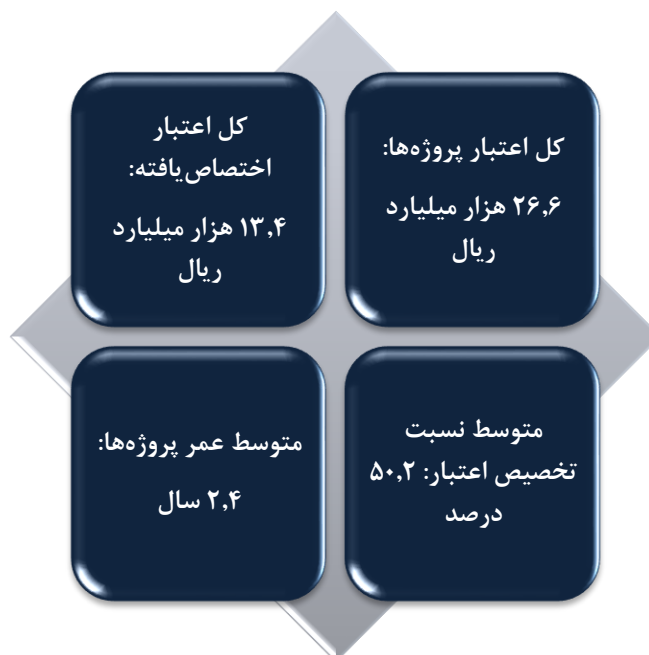 کل اعتبار پروژه‌ها:
۲۶,۶ هزار میلیارد
ریال
کل اعتبار
اختصاص‌یافته:
۱۳,۴ هزار میلیارد
ریال
متوسط نسبت
تخصیص اعتبار: ۵۰,۲
درصد
متوسط عمر پروژه‌ها:
۲,۴ سال